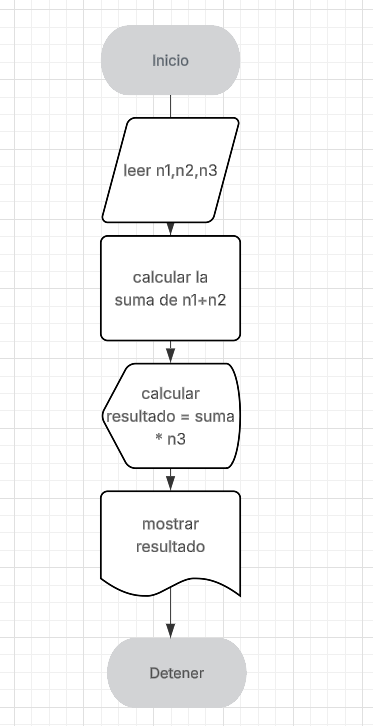 Inicio
leer n1,n2,n3
calcular la
suma de n1+n2
calcular
resultado = suma
* n3
mostrar
resultado
Detener